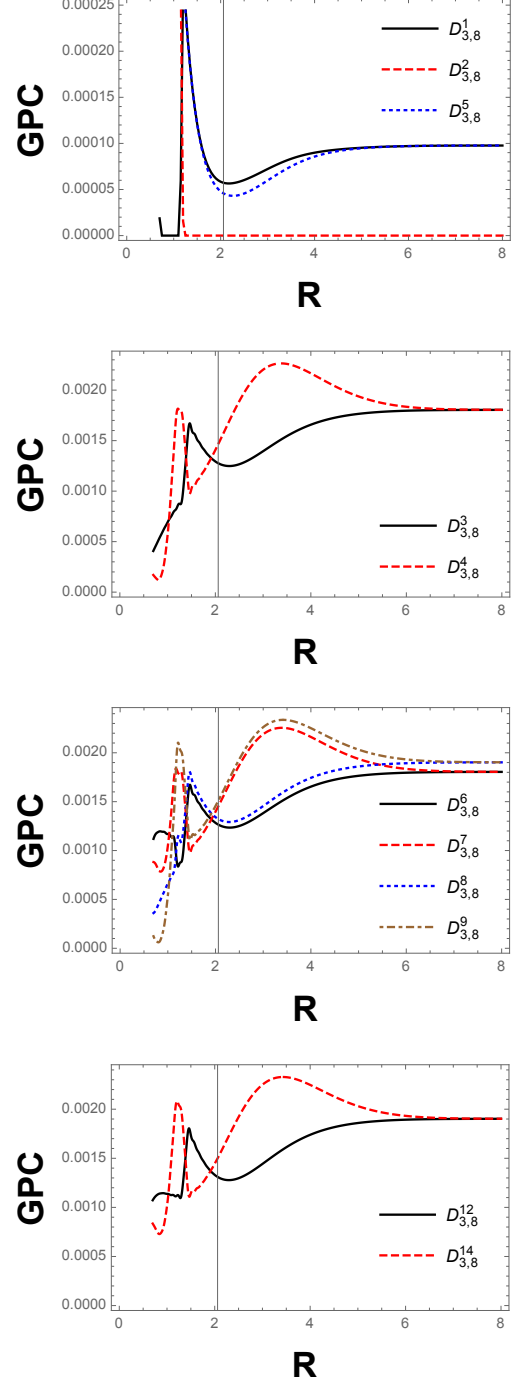 0.00025
0.00020
0.00015
0.00010
0.00005
0.00000
GPC
D^1_{3,8}
D^2_{3,8}
D^5_{3,8}
0 2 4 6 8
R
0.0020
0.0015
0.0010
0.0005
0.0000
GPC
D^3_{3,8}
D^4_{3,8}
0 2 4 6 8
R
0.0020
0.0015
0.0010
0.0005
0.0000
GPC
D^6_{3,8}
D^7_{3,8}
D^8_{3,8}
D^9_{3,8}
0 2 4 6 8
R
0.0020
0.0015
0.0010
0.0005
0.0000
GPC
D^{12}_{3,8}
D^{14}_{3,8}
0 2 4 6 8
R